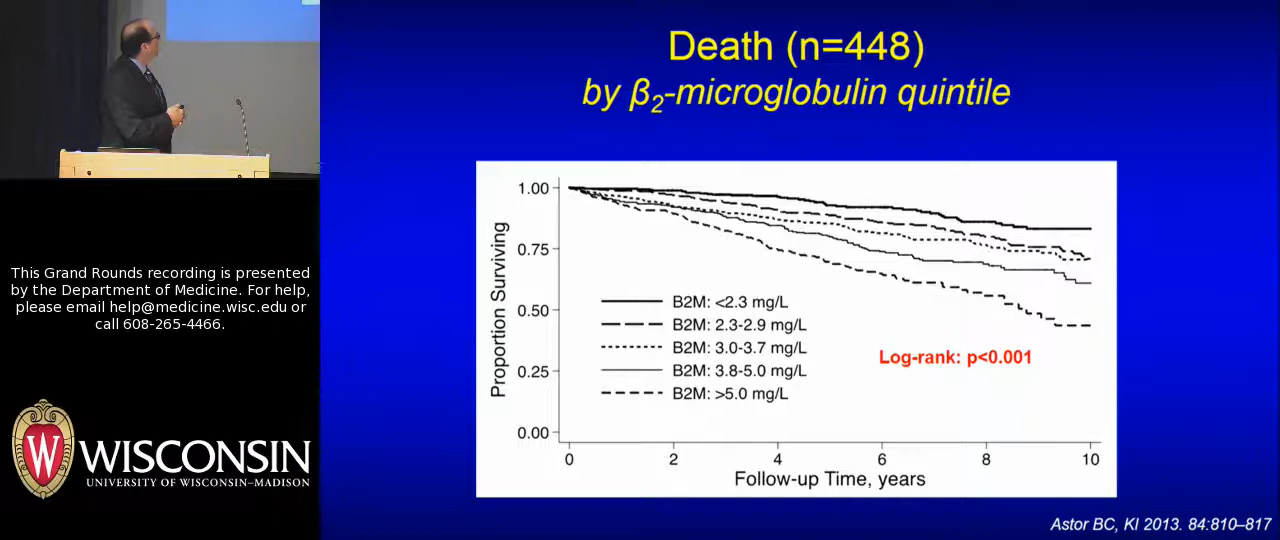 Death (n=448)
by β2-microglobulin quintile
1.00
0.75
0.50
0.25
0.00
Proportion Surviving
B2M: <2.3 mg/L
B2M: 2.3-2.9 mg/L
B2M: 3.0-3.7 mg/L
B2M: 3.8-5.0 mg/L
B2M: >5.0 mg/L
Log-rank: p<0.001
0 2 4 6 8 10
Follow-up Time, years
Astor BC, KI 2013. 84:810–817
This Grand Rounds recording is presented
by the Department of Medicine. For help,
please email help@medicine.wisc.edu or
call 608-265-4466.
W
WISCONSIN
UNIVERSITY OF WISCONSIN–MADISON